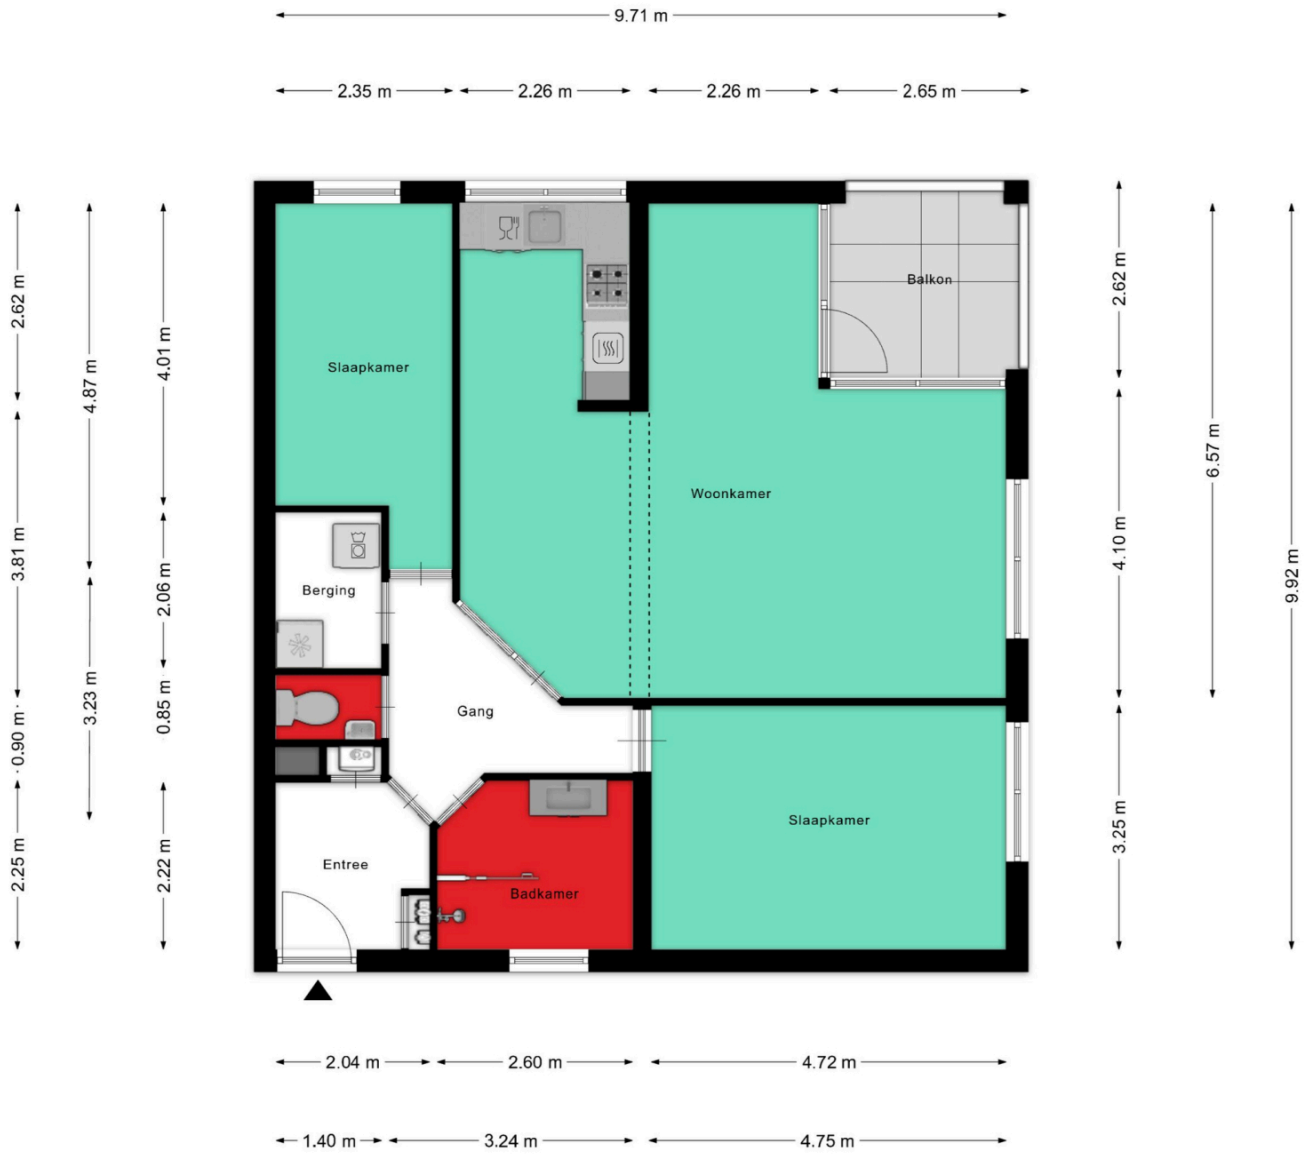 9.71 m
2.35 m
2.26 m
2.26 m
2.65 m
2.62 m
3.81 m
0.90 m
2.25 m
4.87 m
3.23 m
4.01 m
2.06 m
0.85 m
2.22 m
Slaapkamer
Balkon
Woonkamer
Berging
Gang
Slaapkamer
Entree
Badkamer
2.62 m
4.10 m
3.25 m
6.57 m
9.92 m
2.04 m
2.60 m
4.72 m
1.40 m
3.24 m
4.75 m